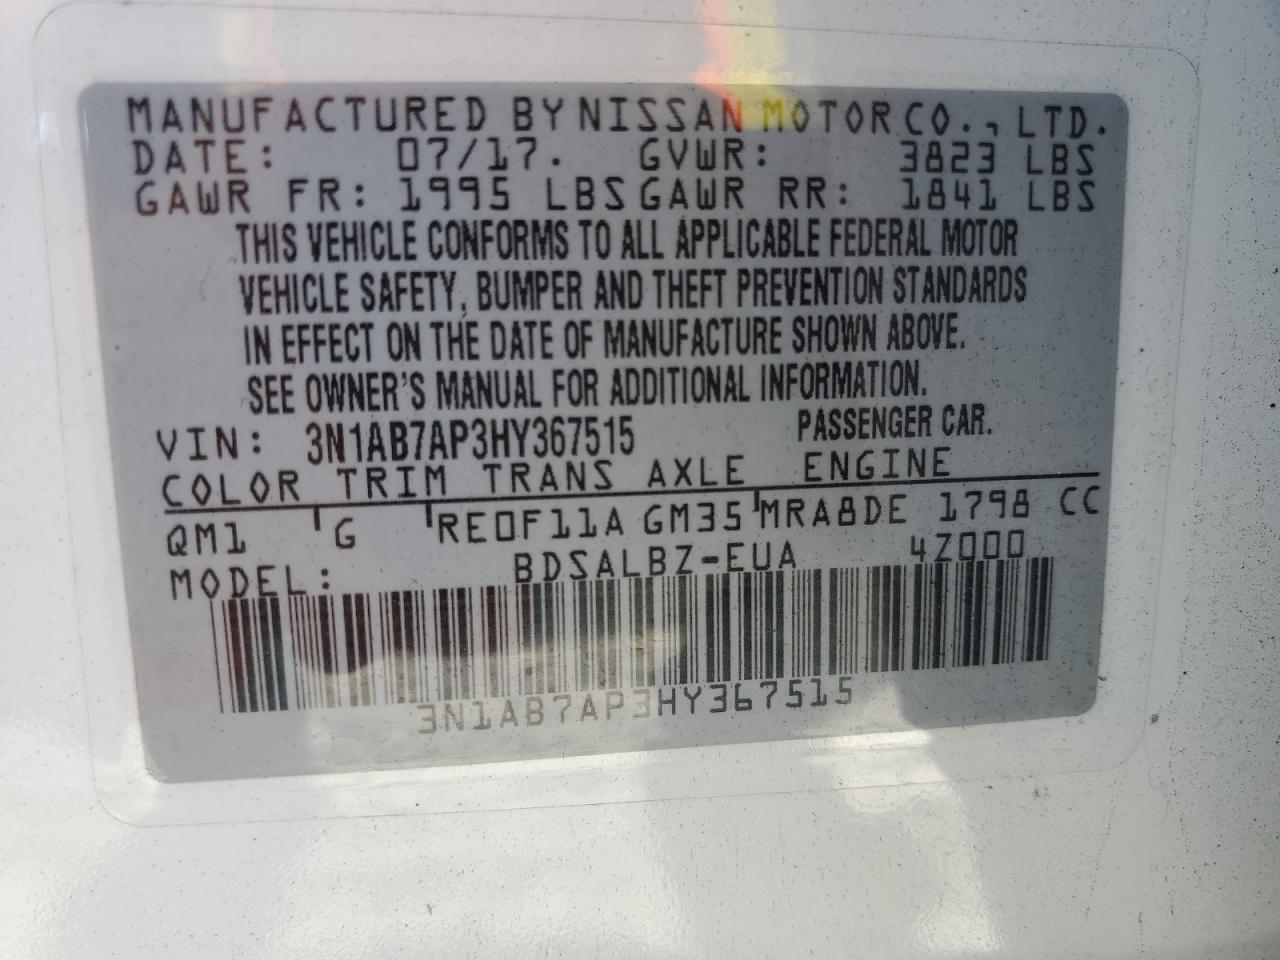 MANUFACTURED BY NISSAN MOTOR CO., LTD.
DATE: 07/17. GVWR: 3823 LBS
GAWR FR: 1995 LBS GAWR RR: 1841 LBS
THIS VEHICLE CONFORMS TO ALL APPLICABLE FEDERAL MOTOR
VEHICLE SAFETY, BUMPER AND THEFT PREVENTION STANDARDS
IN EFFECT ON THE DATE OF MANUFACTURE SHOWN ABOVE.
SEE OWNER'S MANUAL FOR ADDITIONAL INFORMATION.
VIN: 3N1AB7AP3HY367515 PASSENGER CAR.
COLOR TRIM TRANS AXLE ENGINE
QM1 G RE0F11A GM35 MRA8DE 1798 CC
MODEL: BDSALBZ-EUA 4Z000
3N1AB7AP3HY367515